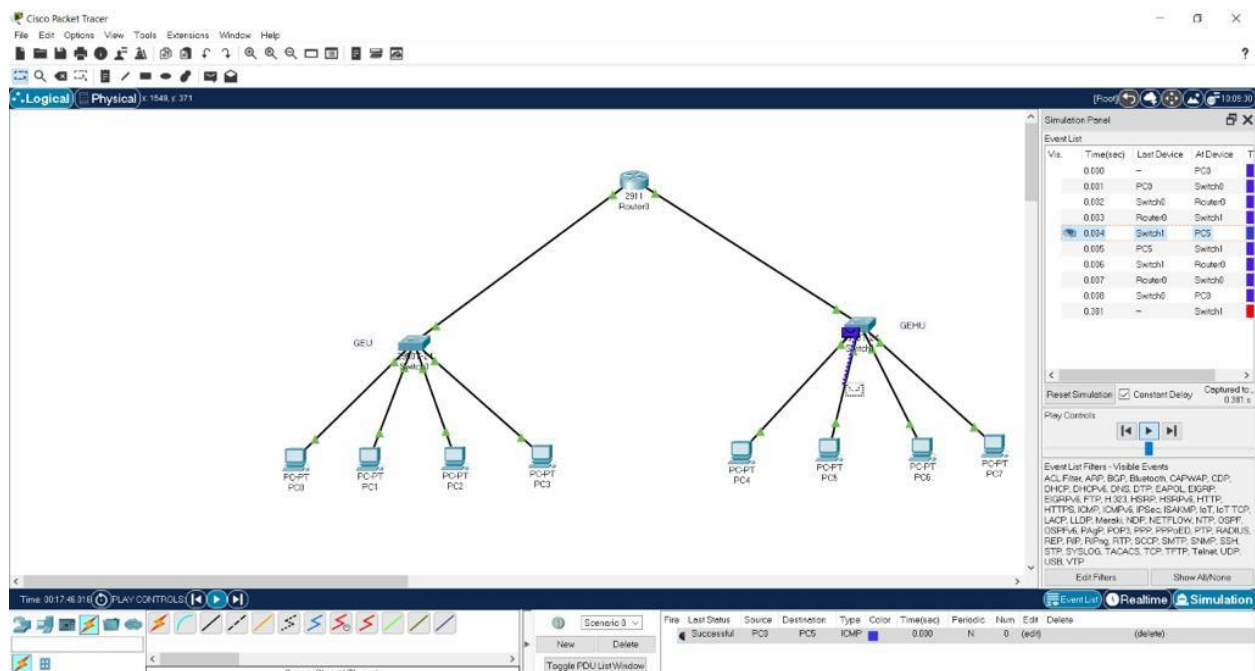 Cisco Packet Tracer
File Edit Options View Tools Extensions Window Help
?
Logical Physical x: 1549, y: 371
[Root] 10:09:30
Simulation Panel
Event List
Vis. Time(sec) Last Device At Device T
0.000 -- PC0
0.001 PC0 Switch0
0.002 Switch0 Router0
0.003 Router0 Switch1
0.004 Switch1 PC5
0.005 PC5 Switch1
0.006 Switch1 Router0
0.007 Router0 Switch0
0.008 Switch0 PC0
0.381 -- Switch1
Reset Simulation Constant Delay Captured to:
0.381 s
Play Controls
Event List Filters - Visible Events
ACL Filter, ARP, BGP, Bluetooth, CAPWAP, CDP,
DHCP, DHCPv6, DNS, DTP, EAPOL, EIGRP,
EIGRPv6, FTP, H.323, HSRP, HSRPv6, HTTP,
HTTPS, ICMP, ICMPv6, IPSec, ISAKMP, IoT, IoT TCP,
LACP, LLDP, Meraki, NDP, NETFLOW, NTP, OSPF,
OSPFv6, PAgP, POP3, PPP, PPPoED, PTP, RADIUS,
REP, RIP, RIPng, RTP, SCCP, SMTP, SNMP, SSH,
STP, SYSLOG, TACACS, TCP, TFTP, Telnet, UDP,
USB, VTP
Edit Filters Show All/None
2911
Router0
GEU
GEHU
PC-PT
PC0
PC-PT
PC1
PC-PT
PC2
PC-PT
PC3
PC-PT
PC4
PC-PT
PC5
PC-PT
PC6
PC-PT
PC7
PLAY CONTROLS:
Event List Realtime Simulation
Scenario 0
New Delete
Toggle PDU List Window
Fire Last Status Source Destination Type Color Time(sec) Periodic Num Edit Delete
Successful PC0 PC5 ICMP 0.000 N 0 (edit) (delete)